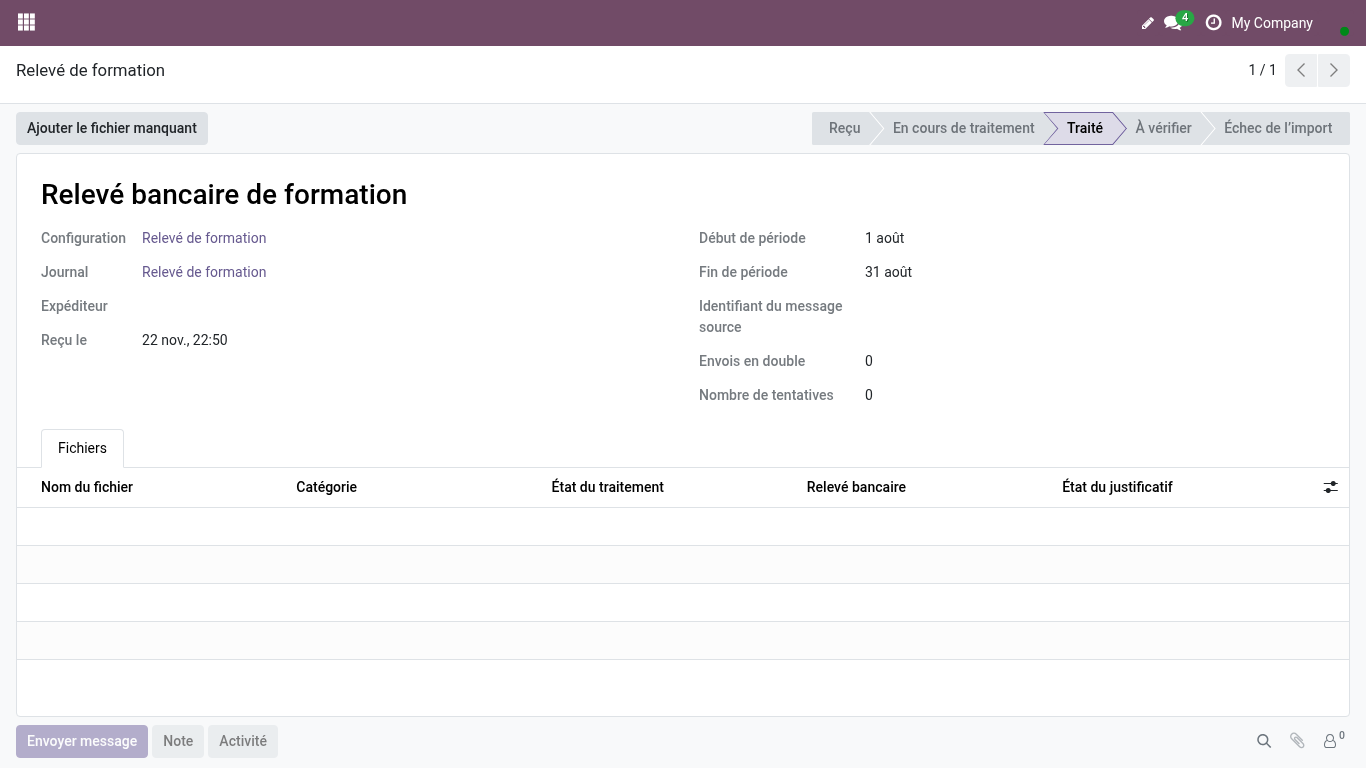 4
My Company
Relevé de formation
1 / 1
Ajouter le fichier manquant
Reçu
En cours de traitement
Traité
À vérifier
Échec de l’import
Relevé bancaire de formation
Configuration
Relevé de formation
Journal
Relevé de formation
Expéditeur
Reçu le
22 nov., 22:50
Début de période
1 août
Fin de période
31 août
Identifiant du message
source
Envois en double
0
Nombre de tentatives
0
Fichiers
Nom du fichier
Catégorie
État du traitement
Relevé bancaire
État du justificatif
Envoyer message
Note
Activité
0